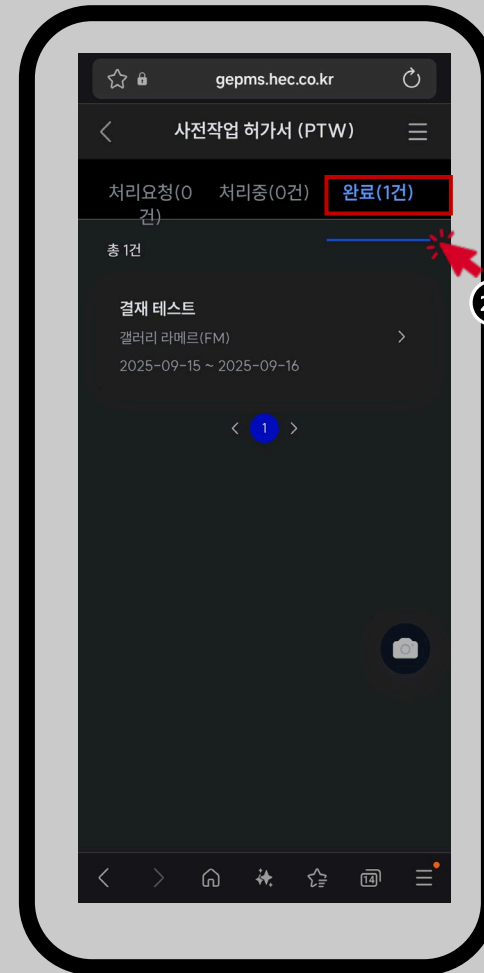 gepms.hec.co.kr
사전작업 허가서 (PTW)
처리요청(0건)
처리중(0건)
완료(1건)
총 1건
결재 테스트
갤러리 라메르(FM)
2025-09-15 ~ 2025-09-16
1
14